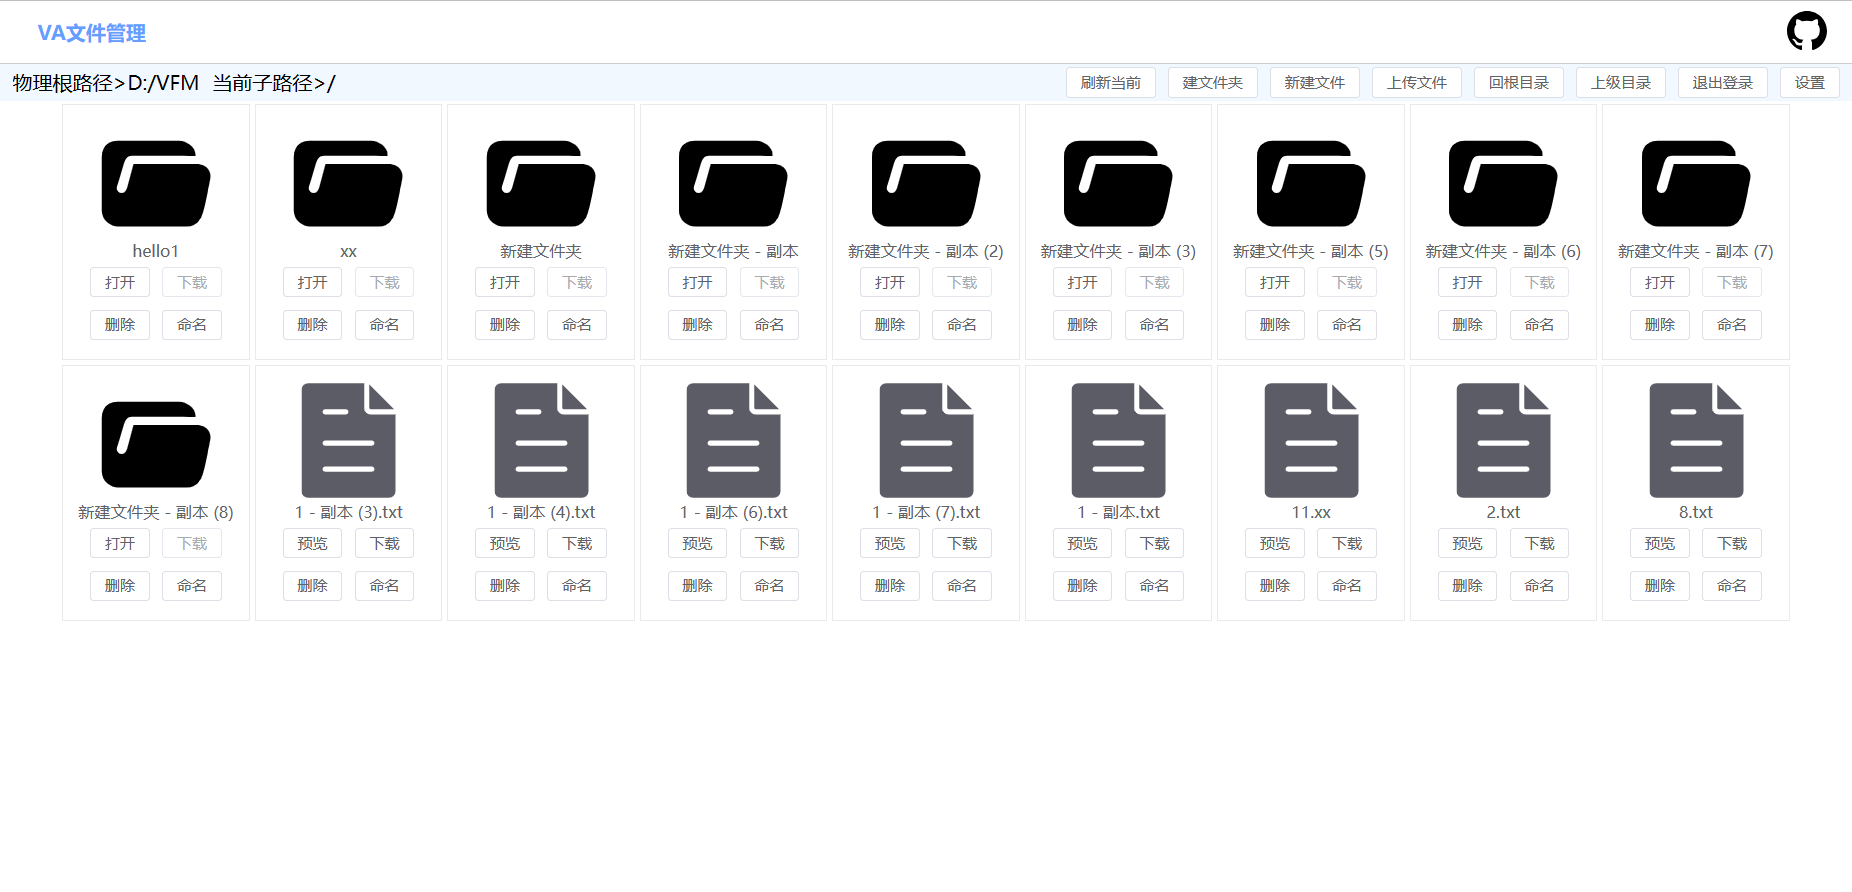 VA文件管理
物理根路径>D:/VFM 当前子路径>/
刷新当前 建文件夹 新建文件 上传文件 回根目录 上级目录 退出登录 设置
hello1 xx 新建文件夹 新建文件夹 - 副本 新建文件夹 - 副本 (2) 新建文件夹 - 副本 (3) 新建文件夹 - 副本 (5) 新建文件夹 - 副本 (6) 新建文件夹 - 副本 (7)
打开 下载 打开 下载 打开 下载 打开 下载 打开 下载 打开 下载 打开 下载 打开 下载 打开 下载
删除 命名 删除 命名 删除 命名 删除 命名 删除 命名 删除 命名 删除 命名 删除 命名 删除 命名
新建文件夹 - 副本 (8) 1 - 副本 (3).txt 1 - 副本 (4).txt 1 - 副本 (6).txt 1 - 副本 (7).txt 1 - 副本.txt 11.xx 2.txt 8.txt
打开 下载 预览 下载 预览 下载 预览 下载 预览 下载 预览 下载 预览 下载 预览 下载 预览 下载
删除 命名 删除 命名 删除 命名 删除 命名 删除 命名 删除 命名 删除 命名 删除 命名 删除 命名